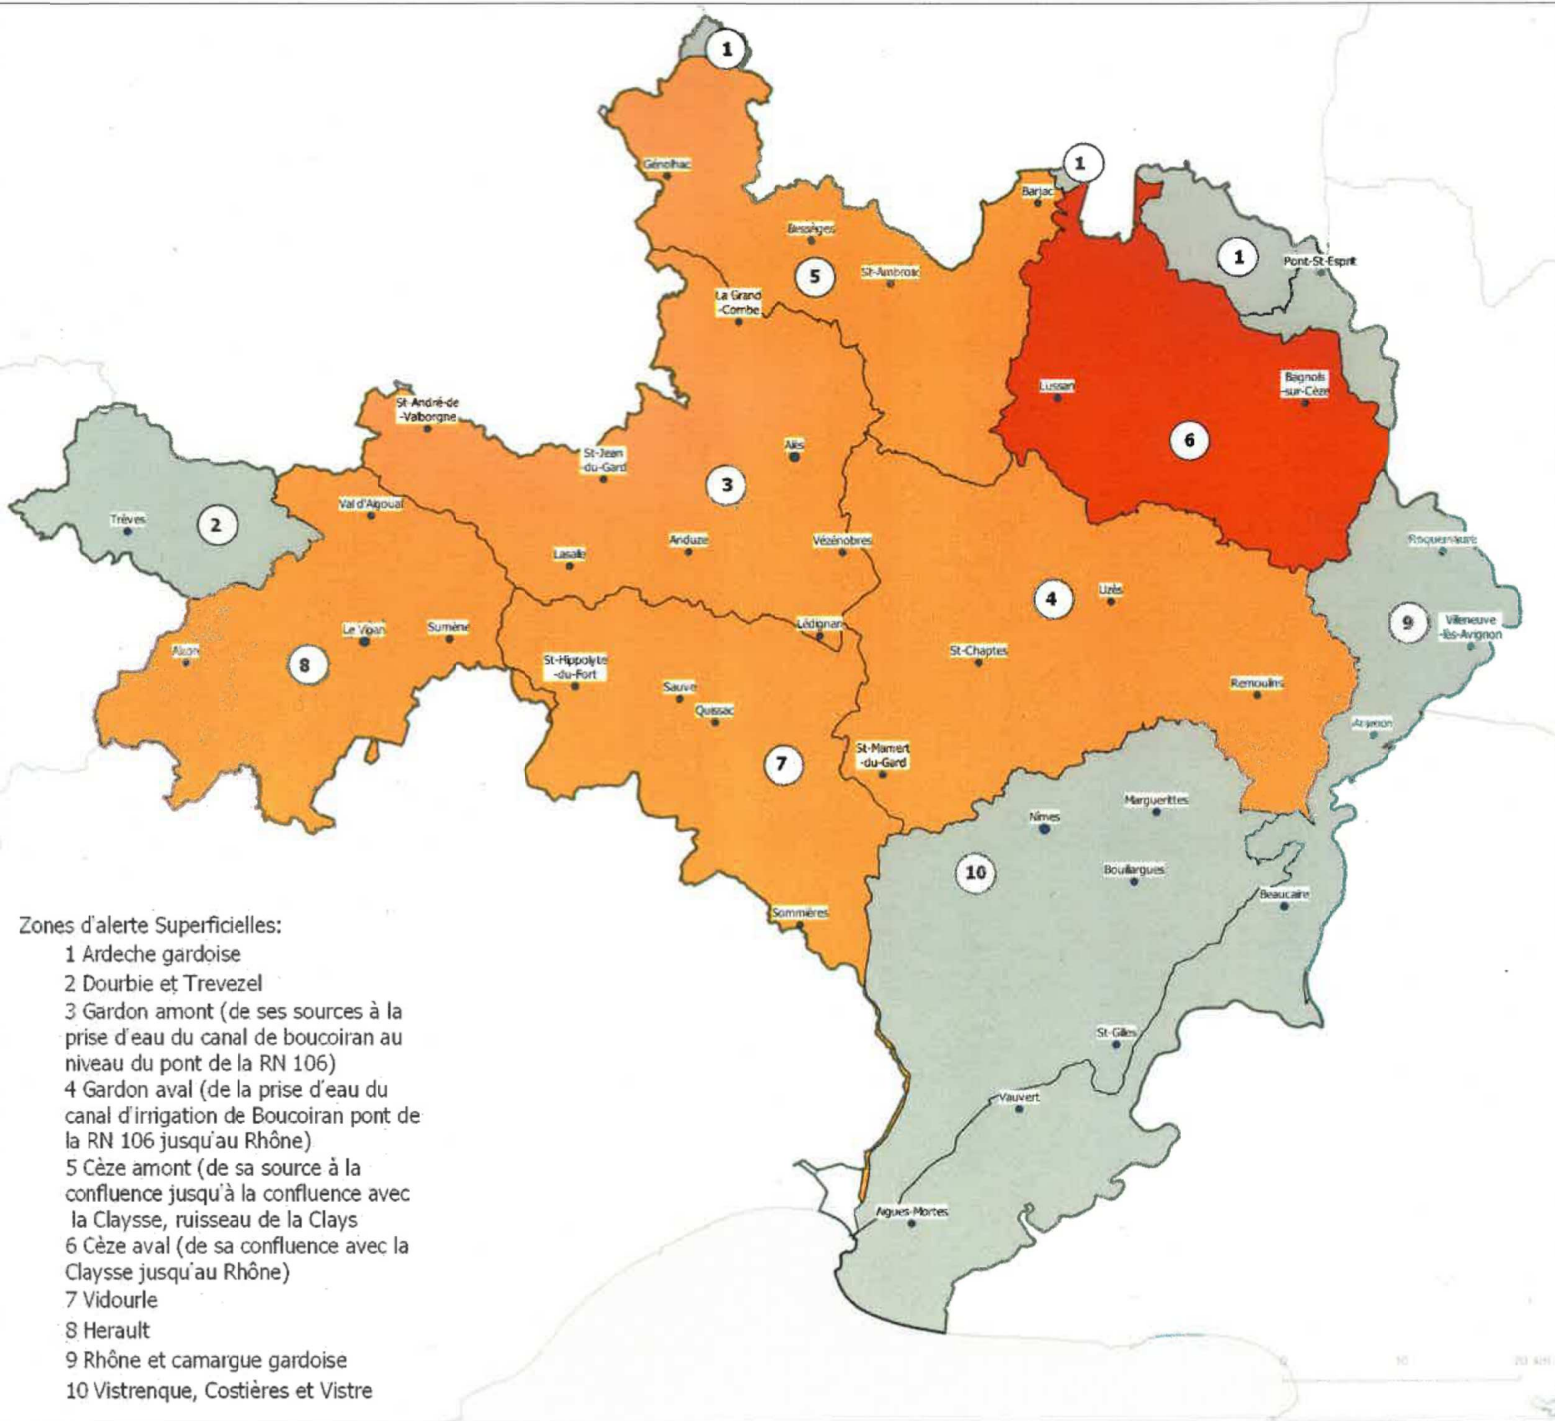 1
Génolhac
1
Barjac
Bessèges
5
St-Ambroix
1
Pont-St-Esprit
La Grand
-Combe
Lussan
Bagnols
-sur-Cèze
St-André-de
-Valborgne
6
St-Jean
-du-Gard
Alès
3
Val d'Aigoual
Trèves
2
Lasalle
Anduze
Vézénobres
Roquemaure
4
Uzès
Le Vigan
Sumène
Lédignan
9
Villeneuve
-lès-Avignon
Alzon
8
St-Hippolyte
-du-Fort
St-Chaptes
Sauve
Quissac
Remoulins
Aramon
7
St-Mamert
-du-Gard
Marguerittes
Nîmes
10
Bouillargues
Beaucaire
Sommières
St-Gilles
Vauvert
Aigues-Mortes
Zones d'alerte Superficielles:
1 Ardeche gardoise
2 Dourbie et Trevezel
3 Gardon amont (de ses sources à la
prise d'eau du canal de boucoiran au
niveau du pont de la RN 106)
4 Gardon aval (de la prise d'eau du
canal d'irrigation de Boucoiran pont de
la RN 106 jusqu'au Rhône)
5 Cèze amont (de sa source à la
confluence jusqu'à la confluence avec
la Claysse, ruisseau de la Clays
6 Cèze aval (de sa confluence avec la
Claysse jusqu'au Rhône)
7 Vidourle
8 Herault
9 Rhône et camargue gardoise
10 Vistrenque, Costières et Vistre
0 10 20 km